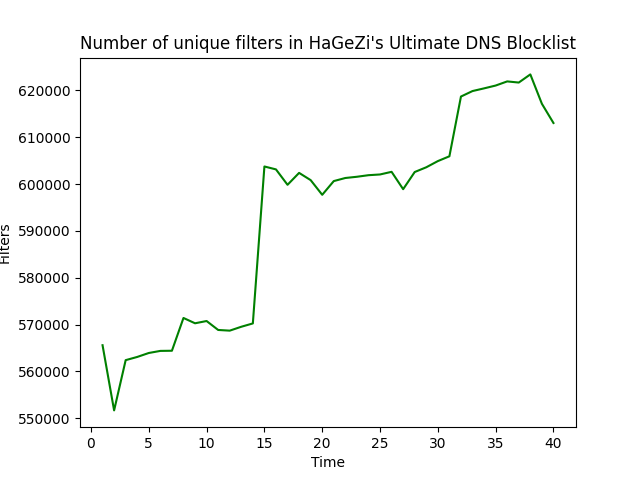 Number of unique filters in HaGeZi's Ultimate DNS Blocklist
620000
610000
600000
590000
580000
570000
560000
550000
Filters
0 5 10 15 20 25 30 35 40
Time